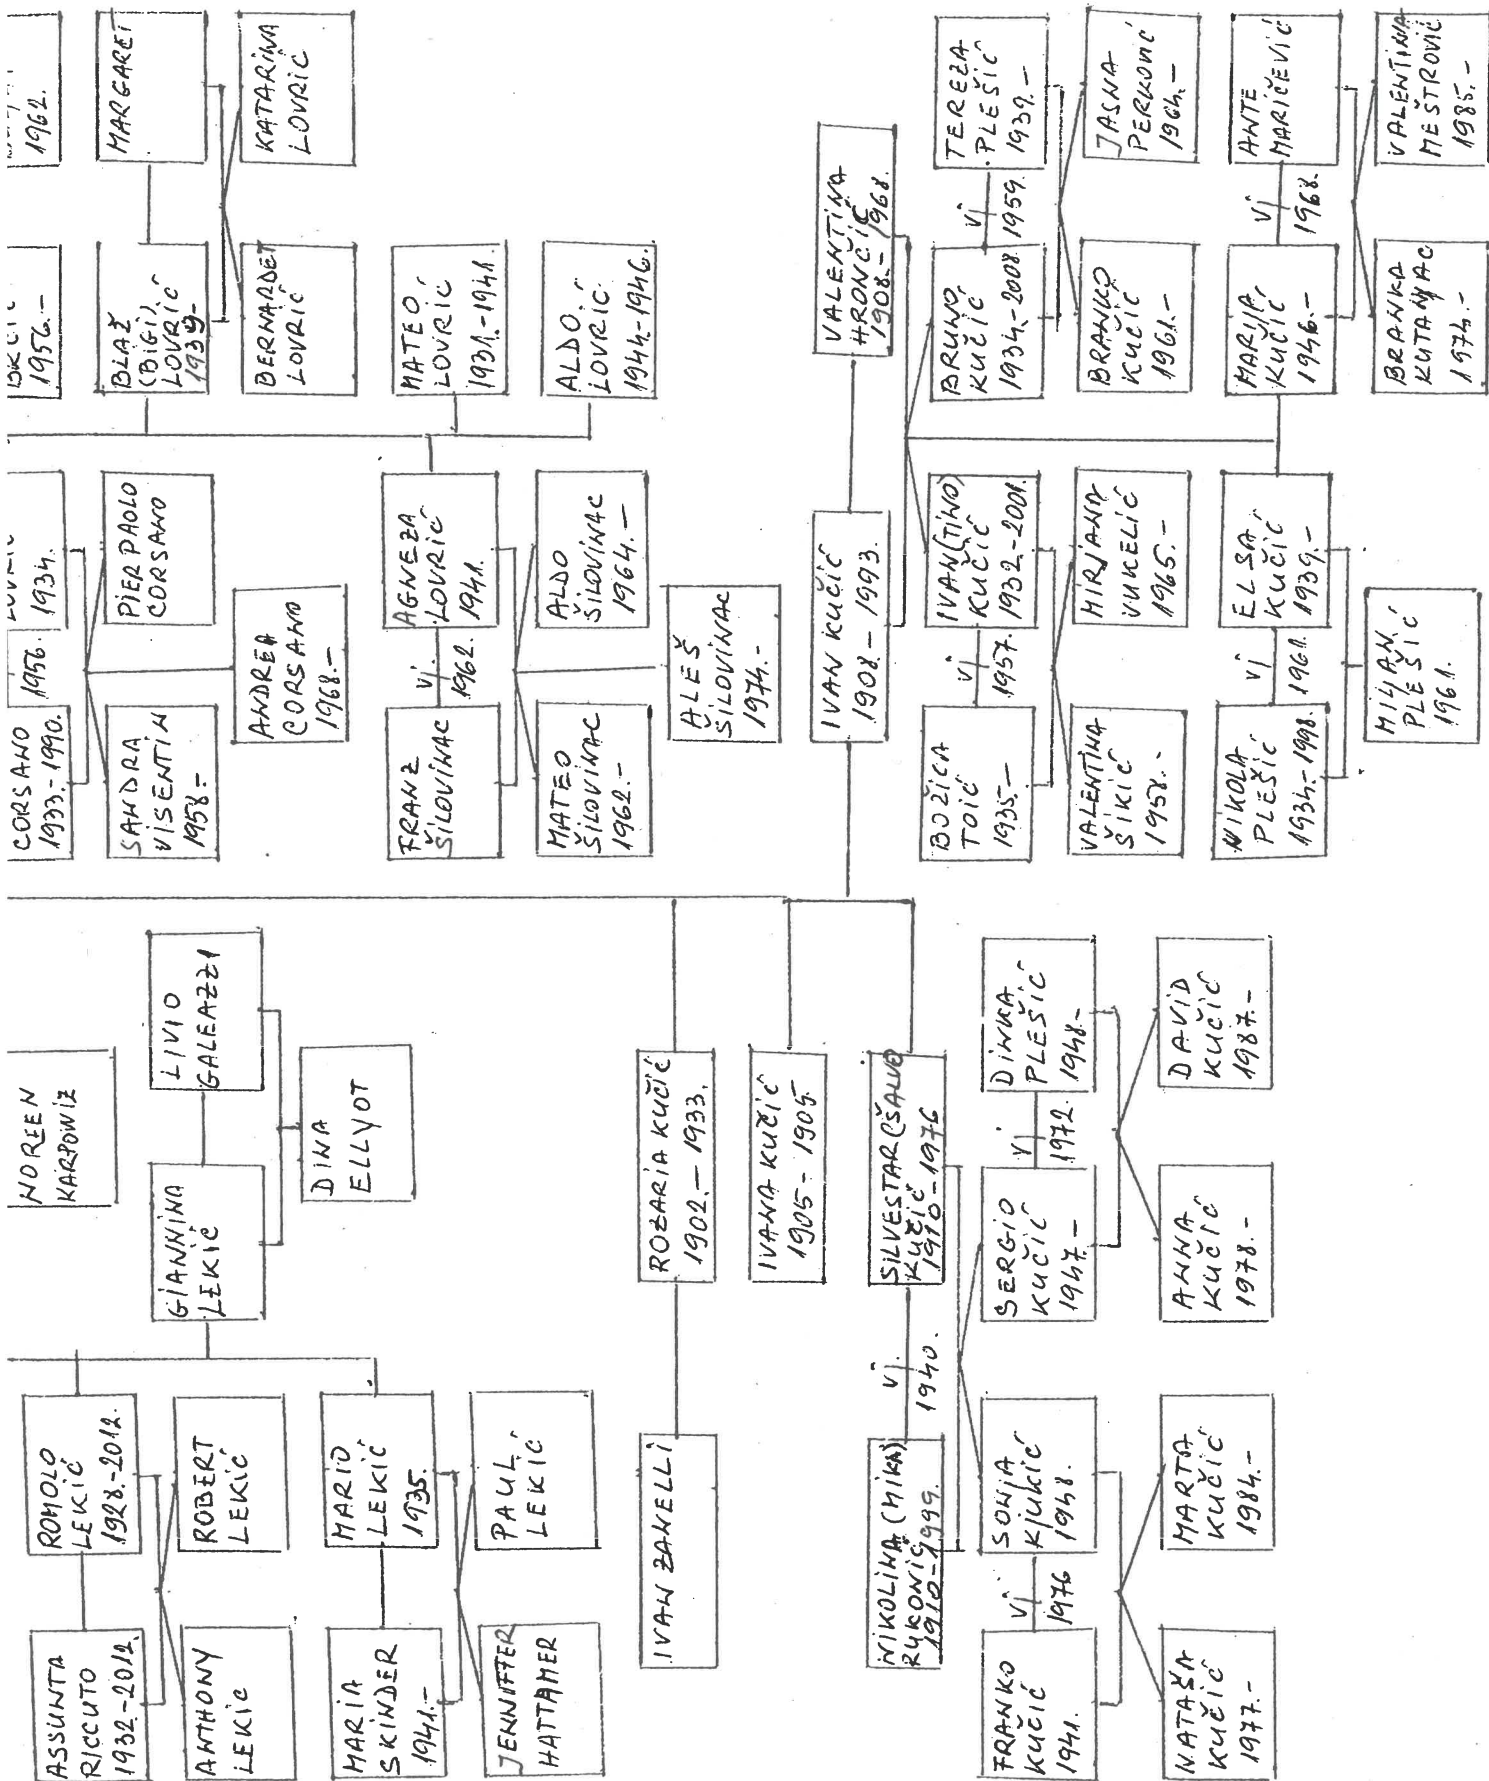 ASSUNTA
RICCUTO
1932.-2012.
ROMOLO
LEKIĆ
1928.-2012.
NOREEN
KARPOWIZ
CORSANO
1933.-1990.
1956.
1934.
1956.-
1962.
ANTHONY
LEKIĆ
ROBERT
LEKIĆ
GIANNINA
LEKIĆ
LIVIO
GALEAZZI
SANDRA
VISENTIN
1958.-
PIER PAOLO
CORSANO
BLAŽ
(BIGI)
LOVRIĆ
1939-
MARGARET
DINA
ELLYOT
ANDREA
CORSANO
1968.-
BERNARDET
LOVRIĆ
KATARINA
LOVRIĆ
MARIA
SKINDER
1941.-
MARIO
LEKIĆ
1935.
FRANZ
ŠILOVINAC
vj.
1962.
AGNEZA
LOVRIĆ
1941.
MATEO
LOVRIĆ
1931.-1941.
JENNIFFER
HATTAMER
PAUL
LEKIĆ
MATEO
ŠILOVINAC
1962.-
ALDO
ŠILOVINAC
1964.-
ALDO
LOVRIĆ
1944.-1946.
ALEŠ
ŠILOVINAC
1974.-
IVAN ZANELLI
ROZARIA KUČIĆ
1902.-1933.
IVANA KUČIĆ
1905-1905-
IVAN KUČIĆ
1908.-1993.
VALENTINA
HRONČIĆ
1908.-1968.
NIKOLINA (MIKA)
RUKONIĆ
1910-1999.
vj.
1940.
SILVESTAR (ŠALVO)
KUČIĆ
1910-1976
BOŽICA
TOIĆ
1935.-
vj
1957.
IVAN (TINO)
KUČIĆ
1932.-2001.
BRUNO
KUČIĆ
1934.-2008.
vj
1959.
TEREZA
PLEŠIĆ
1939.-
FRANKO
KUČIĆ
1941.
vj
1976
SONJA
KJUKIĆ
1948.
SERGIO
KUČIĆ
1947.-
vj
1972.
DINKA
PLEŠIĆ
1948.-
VALENTINA
ŠIKIĆ
1958.-
MIRJANA
VUKELIĆ
1965.-
BRANKO
KUČIĆ
1961.-
JASNA
PERKOVIĆ
1964.-
NATAŠA
KUČIĆ
1977.-
MARTA
KUČIĆ
1984.-
ANNA
KUČIĆ
1978.-
DAVID
KUČIĆ
1987.-
NIKOLA
PLEŠIĆ
1934.-1998.
vj
1961.
ELSA
KUČIĆ
1939.-
MARIJA
KUČIĆ
1946.-
vj
1968.
ANTE
MARIČEVIĆ
MILJAN
PLEŠIĆ
1961.
BRANKA
KUTANJAC
1974.-
VALENTINA
MEŠTROVIĆ
1985.-